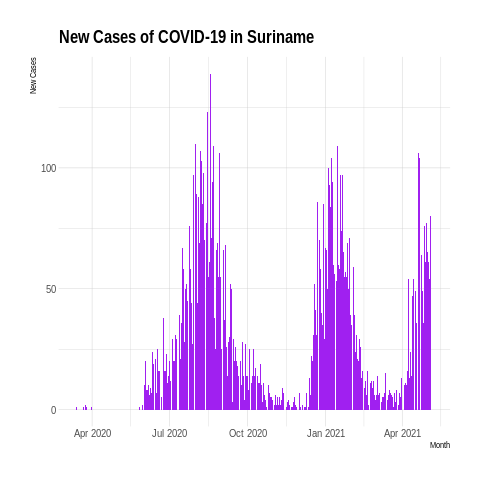 New Cases of COVID-19 in Suriname
New Cases
100
50
0
Apr 2020 Jul 2020 Oct 2020 Jan 2021 Apr 2021
Month